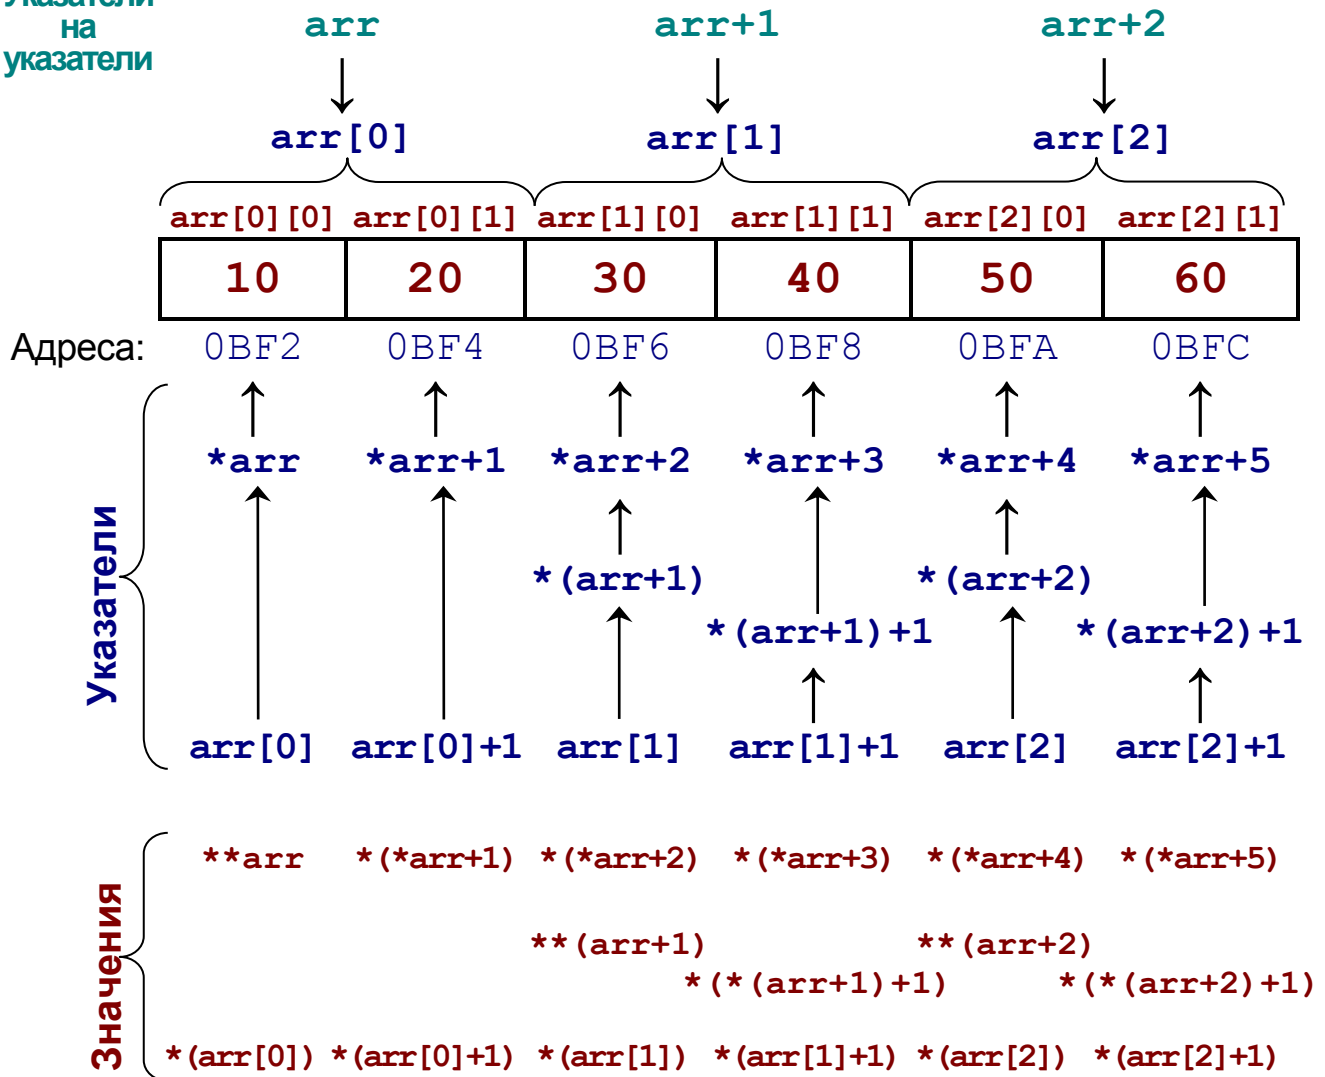 указатели
на
указатели
arr arr+1 arr+2
arr[0] arr[1] arr[2]
arr[0][0] arr[0][1] arr[1][0] arr[1][1] arr[2][0] arr[2][1]
10 20 30 40 50 60
Адреса: 0BF2 0BF4 0BF6 0BF8 0BFA 0BFC
*arr *arr+1 *arr+2 *arr+3 *arr+4 *arr+5
*(arr+1) *(arr+2)
*(arr+1)+1 *(arr+2)+1
Указатели
arr[0] arr[0]+1 arr[1] arr[1]+1 arr[2] arr[2]+1
**arr *(*arr+1) *(*arr+2) *(*arr+3) *(*arr+4) *(*arr+5)
**(arr+1) **(arr+2)
*(*(arr+1)+1) *(*(arr+2)+1)
Значения
*(arr[0]) *(arr[0]+1) *(arr[1]) *(arr[1]+1) *(arr[2]) *(arr[2]+1)